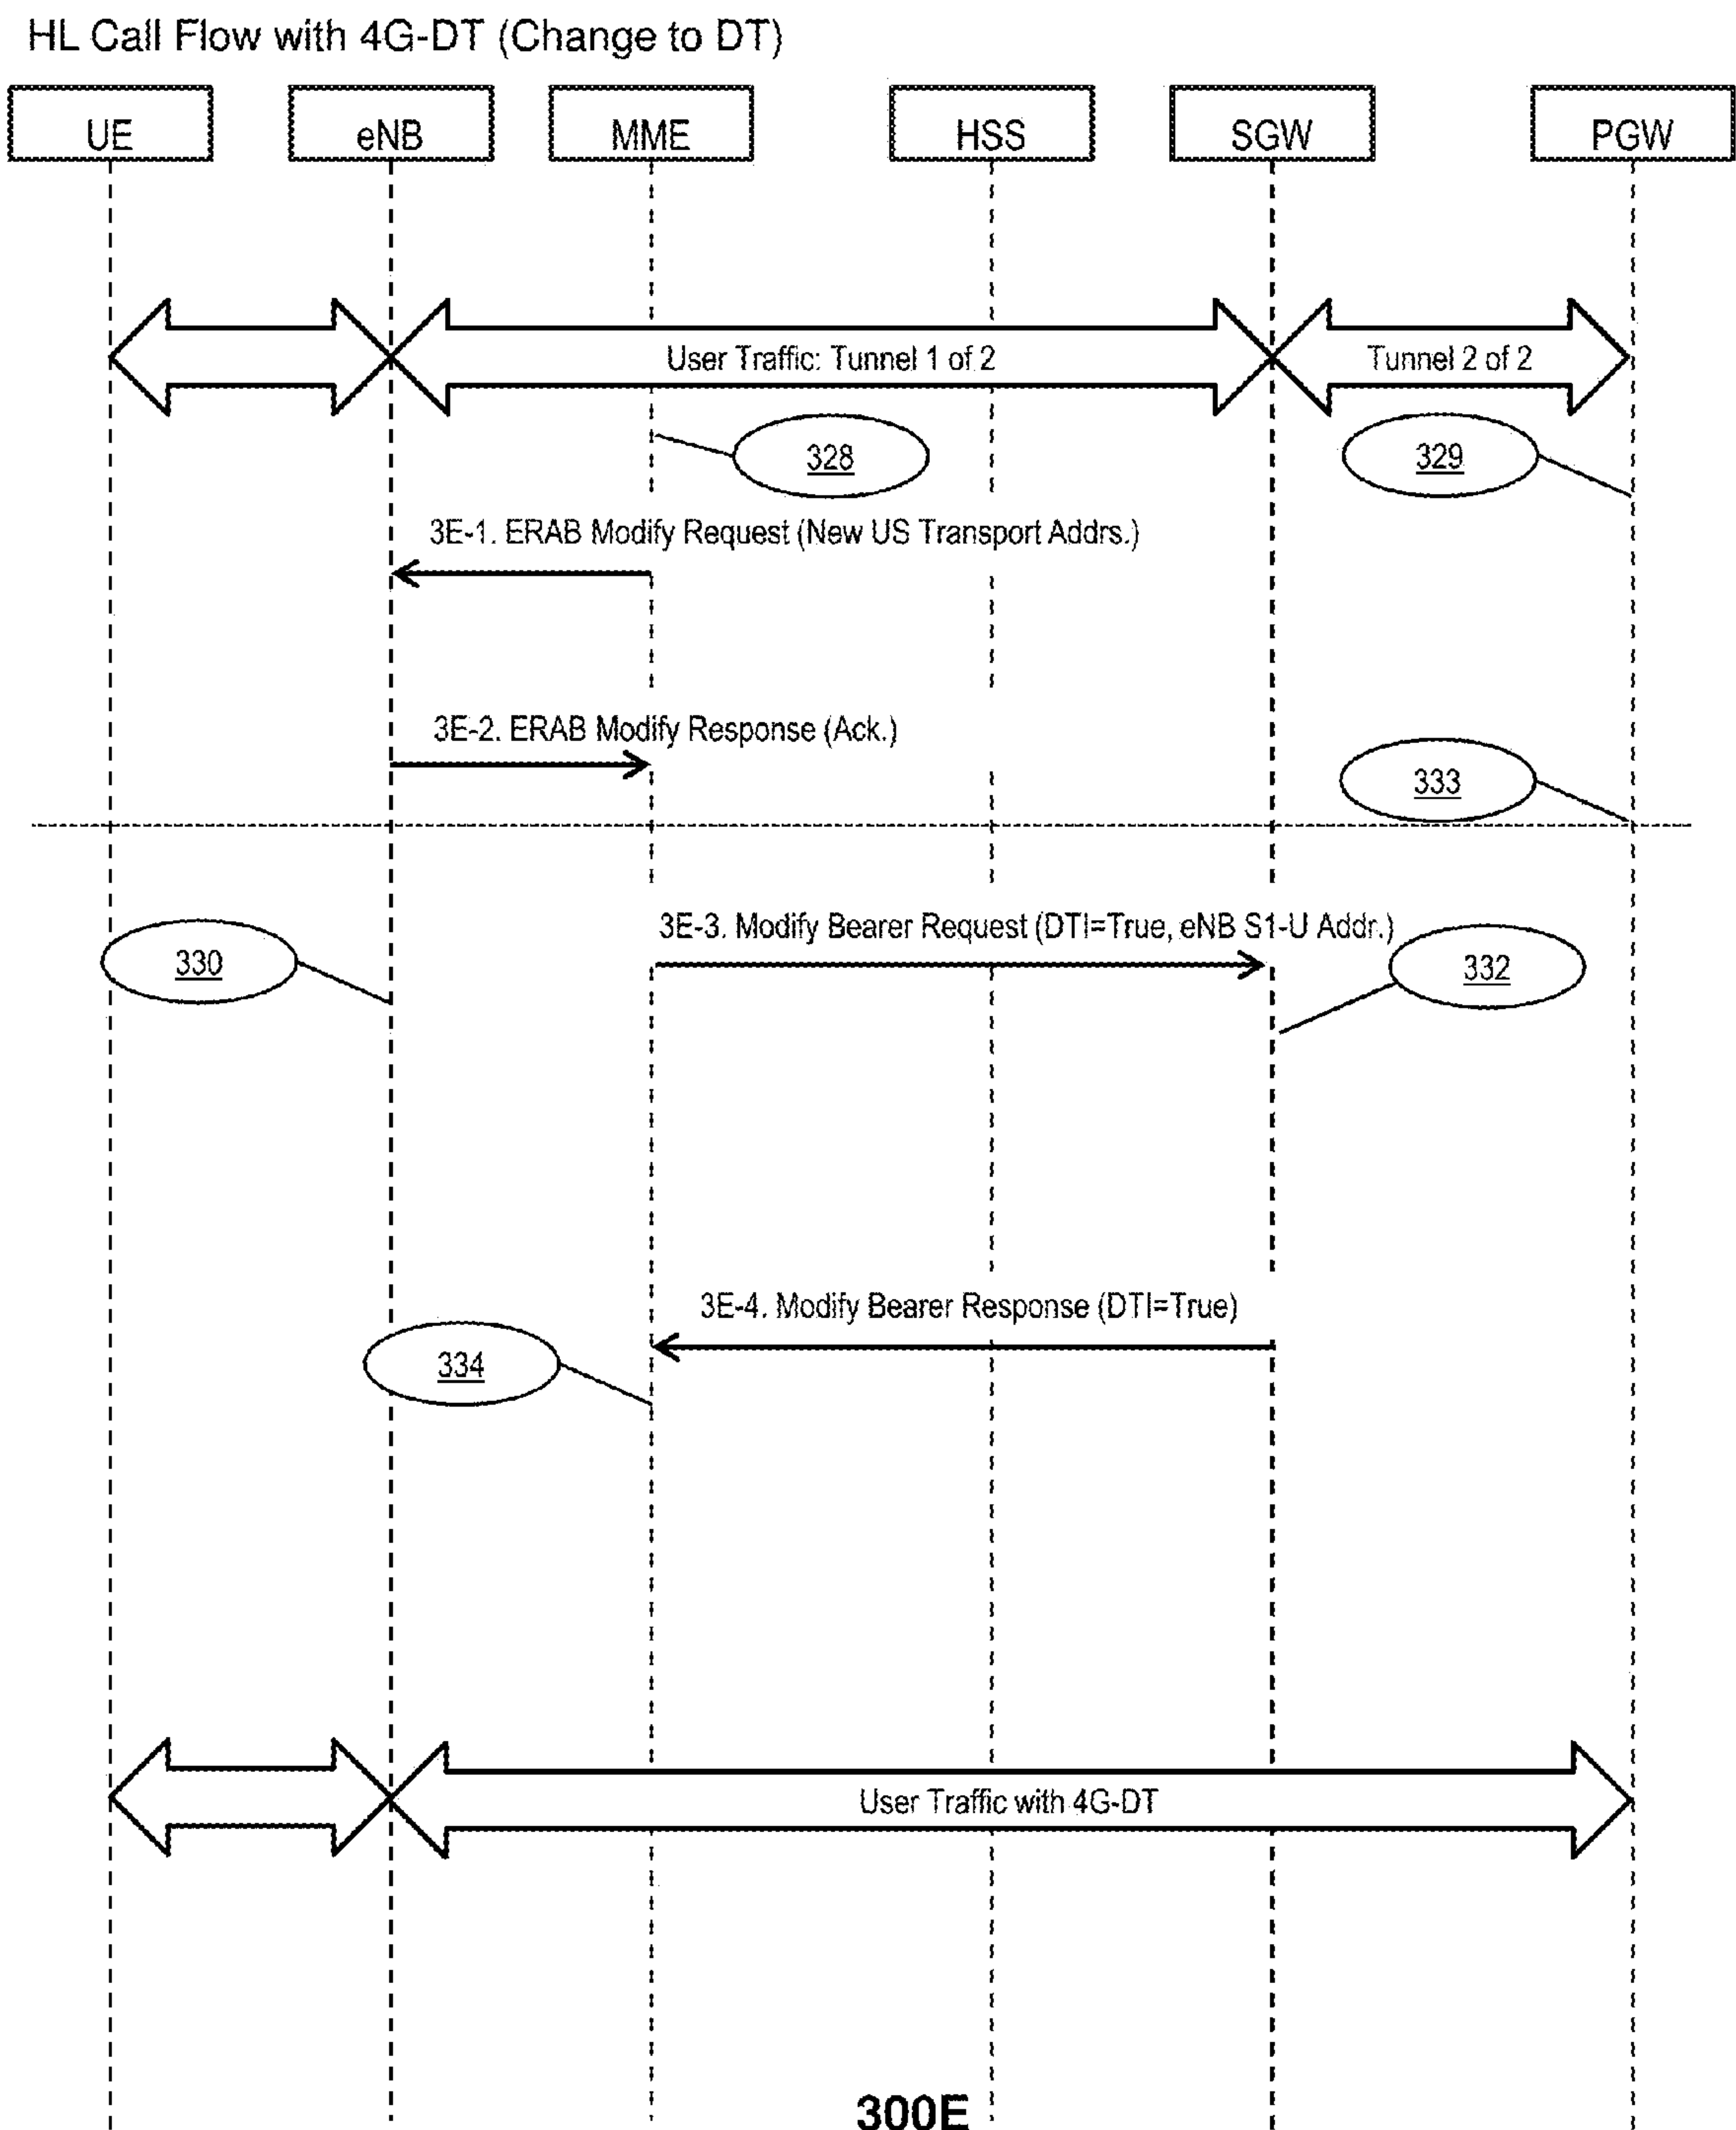 HL Call Flow with 4G-DT (Change to DT)
UE eNB MME HSS SGW PGW
User Traffic: Tunnel 1 of 2 Tunnel 2 of 2
328 329
3E-1. ERAB Modify Request (New US Transport Addrs.)
3E-2. ERAB Modify Response (Ack.)
333
3E-3. Modify Bearer Request (DTI=True, eNB S1-U Addr.)
330 332
3E-4. Modify Bearer Response (DTI=True)
334
User Traffic with 4G-DT
300E